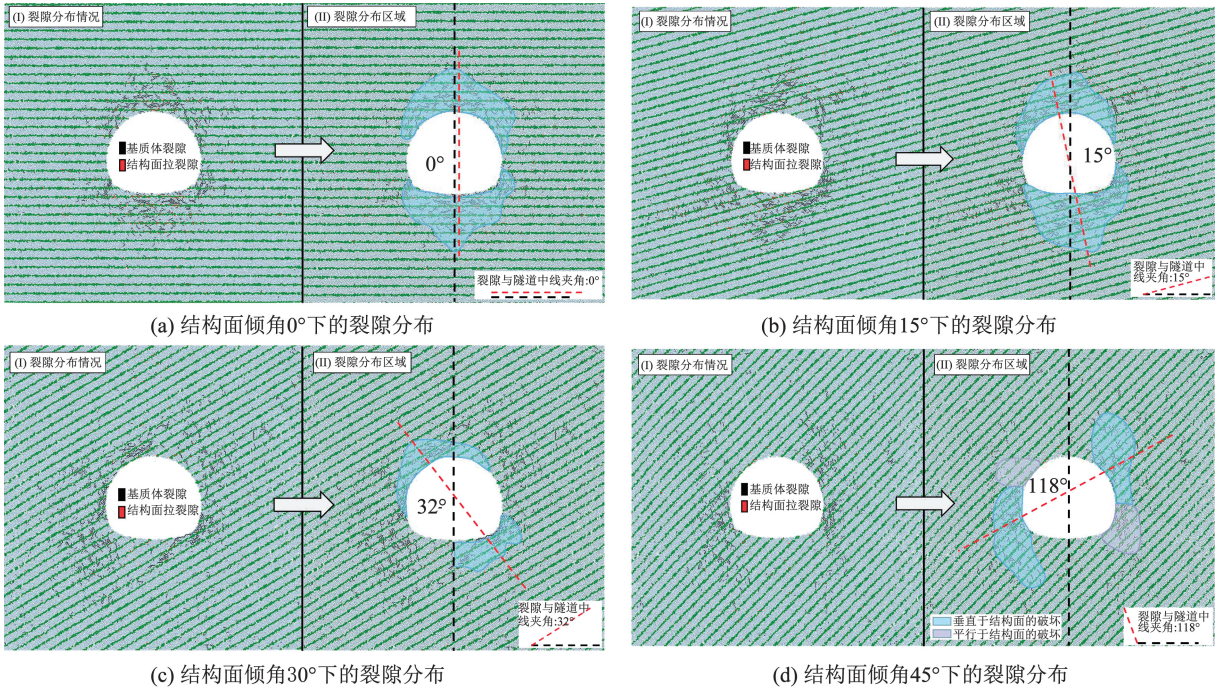 (I) 裂隙分布情况
(II) 裂隙分布区域
基质体裂隙
结构面拉裂隙
0°
裂隙与隧道中线夹角:0°
(a) 结构面倾角0°下的裂隙分布
(I) 裂隙分布情况
(II) 裂隙分布区域
基质体裂隙
结构面拉裂隙
15°
裂隙与隧道中
线夹角:15°
(b) 结构面倾角15°下的裂隙分布
(I) 裂隙分布情况
(II) 裂隙分布区域
基质体裂隙
结构面拉裂隙
32°
裂隙与隧道中
线夹角:32°
(c) 结构面倾角30°下的裂隙分布
(I) 裂隙分布情况
(II) 裂隙分布区域
基质体裂隙
结构面拉裂隙
118°
垂直于结构面的破坏
平行于结构面的破坏
裂隙与隧道中
线夹角:118°
(d) 结构面倾角45°下的裂隙分布